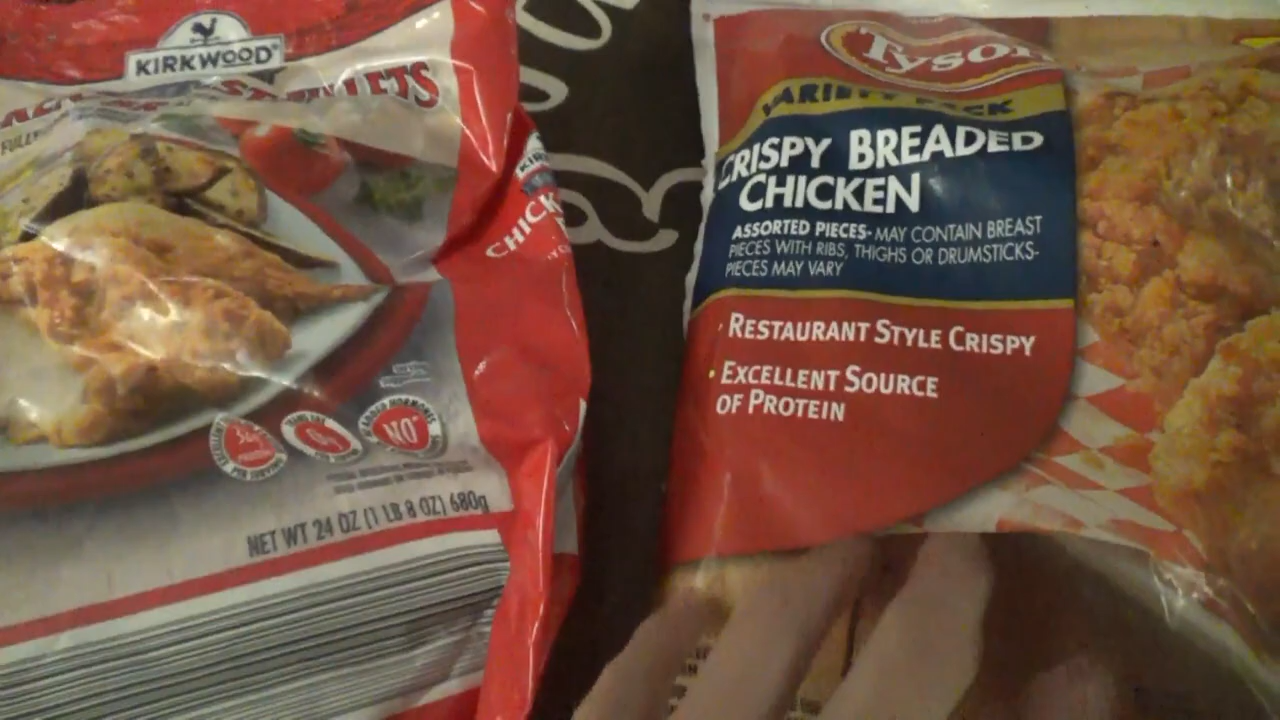 KIRKWOOD
FULLY
CHICK
NO
NET WT 24 OZ (1 LB 8 OZ) 680g
Tyson
VARIETY PACK
CRISPY BREADED
CHICKEN
ASSORTED PIECES- MAY CONTAIN BREAST
PIECES WITH RIBS, THIGHS OR DRUMSTICKS-
PIECES MAY VARY
RESTAURANT STYLE CRISPY
EXCELLENT SOURCE
OF PROTEIN